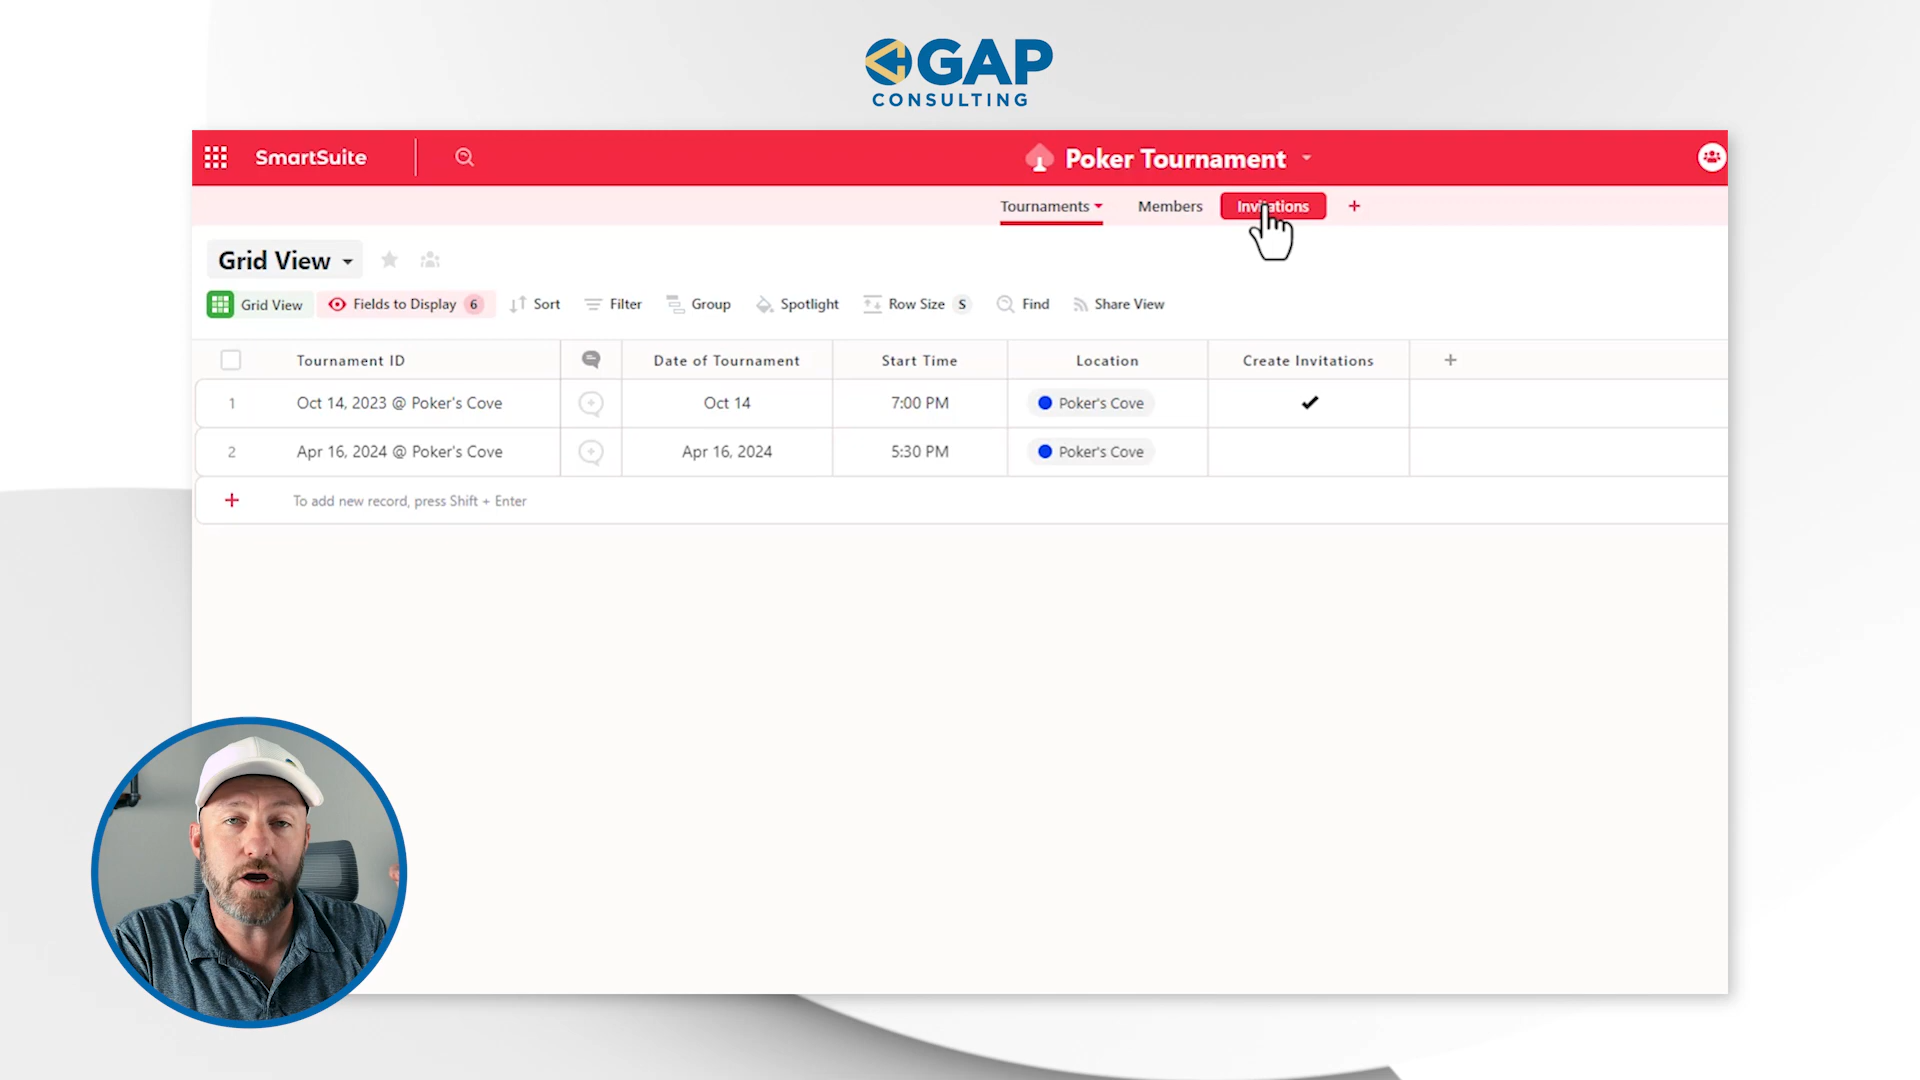 GAP
CONSULTING
SmartSuite
Poker Tournament
Tournaments
Members
Invitations
+
Grid View
Grid View
Fields to Display 6
Sort
Filter
Group
Spotlight
Row Size S
Find
Share View
Tournament ID
Date of Tournament
Start Time
Location
Create Invitations
+
1 Oct 14, 2023 @ Poker's Cove Oct 14 7:00 PM Poker's Cove
2 Apr 16, 2024 @ Poker's Cove Apr 16, 2024 5:30 PM Poker's Cove
+ To add new record, press Shift + Enter